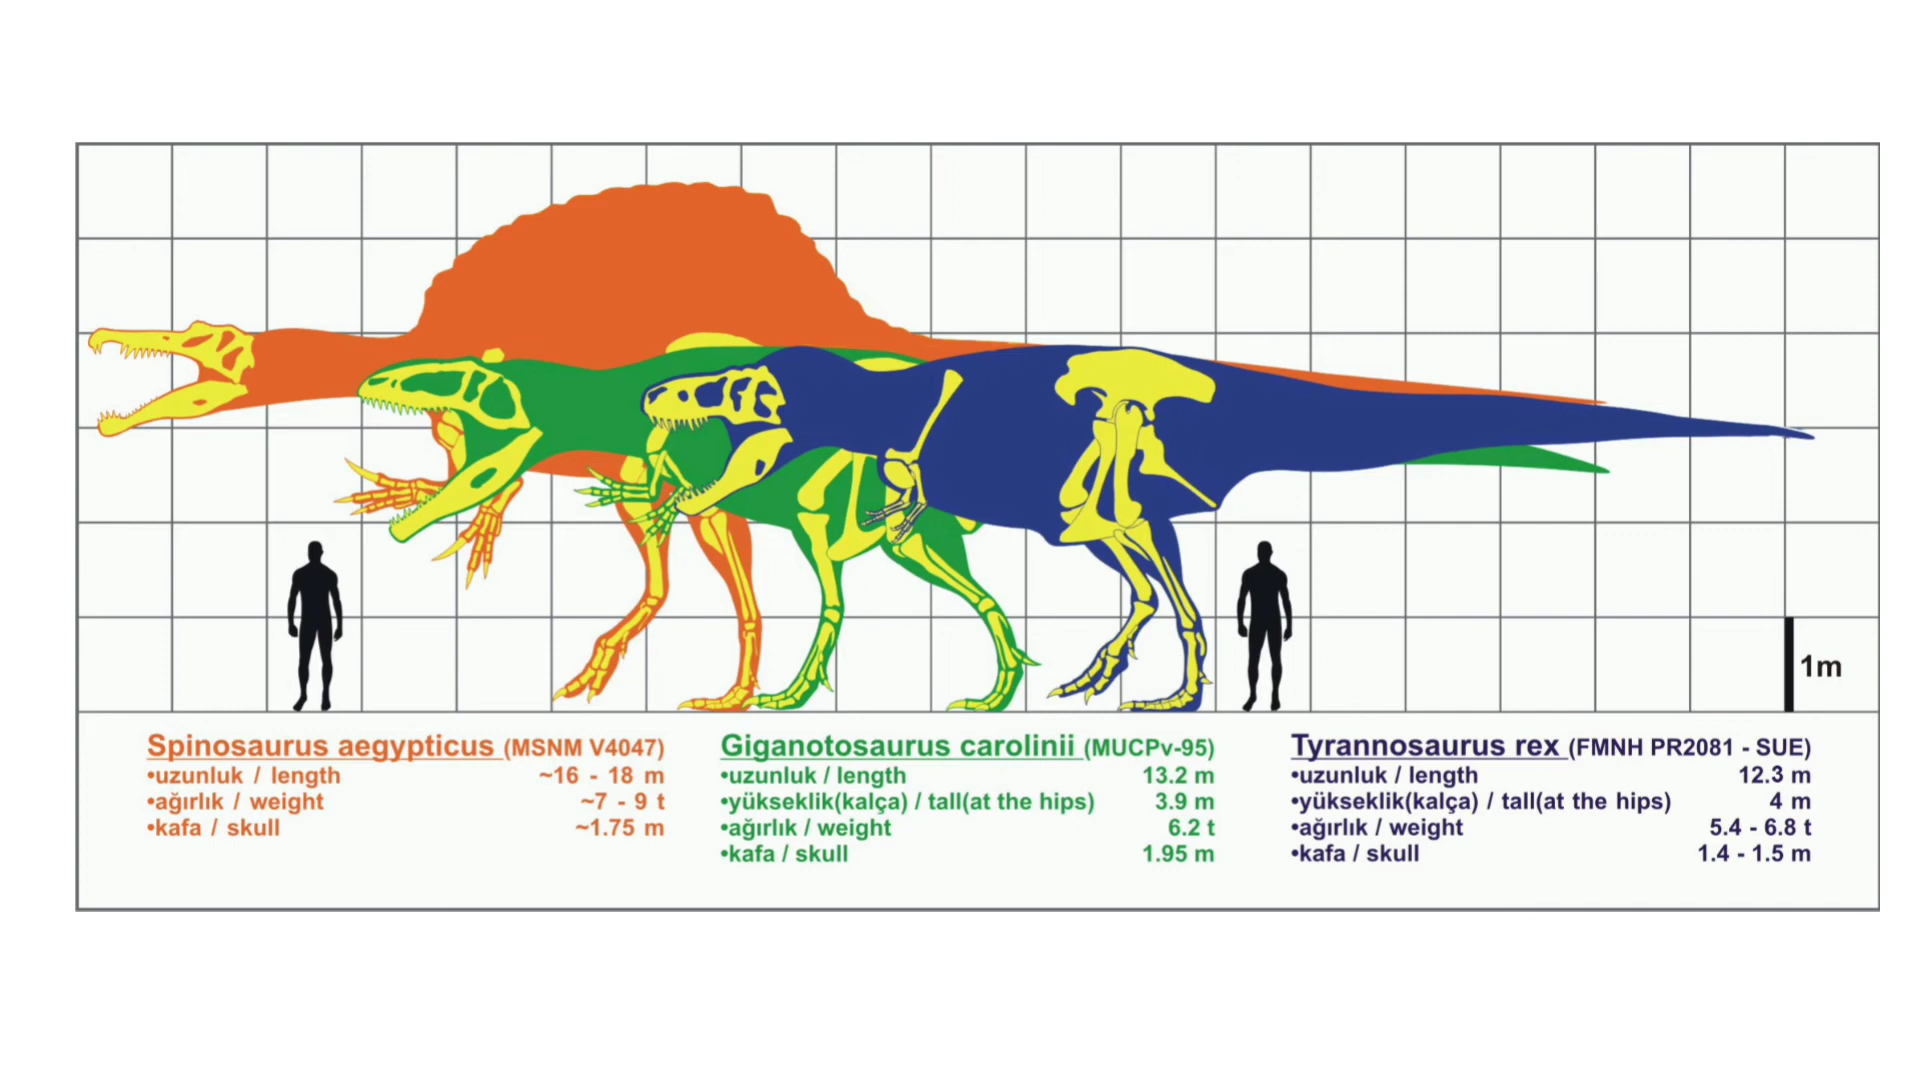 1m
Spinosaurus aegypticus (MSNM V4047)
•uzunluk / length ~16 - 18 m
•ağırlık / weight ~7 - 9 t
•kafa / skull ~1.75 m
Giganotosaurus carolinii (MUCPv-95)
•uzunluk / length 13.2 m
•yükseklik(kalça) / tall(at the hips) 3.9 m
•ağırlık / weight 6.2 t
•kafa / skull 1.95 m
Tyrannosaurus rex (FMNH PR2081 - SUE)
•uzunluk / length 12.3 m
•yükseklik(kalça) / tall(at the hips) 4 m
•ağırlık / weight 5.4 - 6.8 t
•kafa / skull 1.4 - 1.5 m